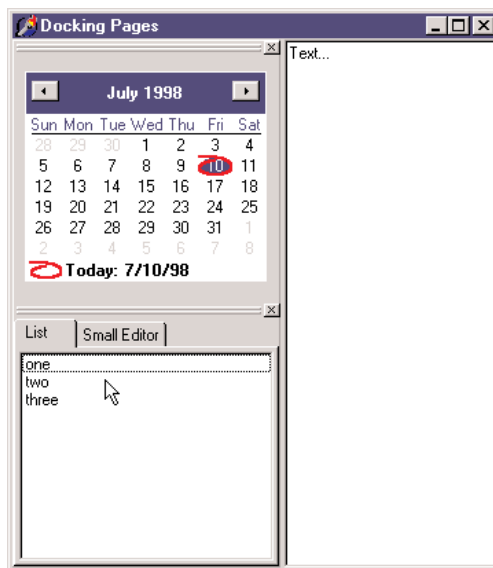 Docking Pages
July 1998
Sun Mon Tue Wed Thu Fri Sat
28 29 30 1 2 3 4
5 6 7 8 9 10 11
12 13 14 15 16 17 18
19 20 21 22 23 24 25
26 27 28 29 30 31 1
2 3 4 5 6 7 8
Today: 7/10/98
List Small Editor
one
two
three
Text...